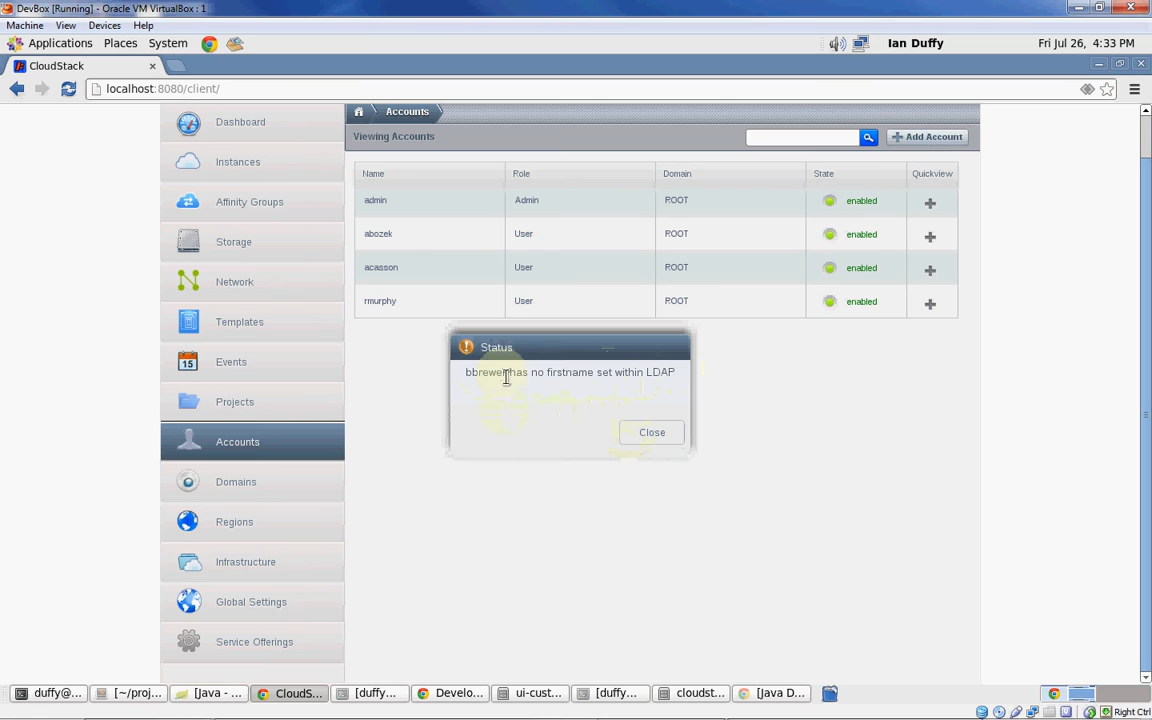 DevBox [Running] - Oracle VM VirtualBox : 1
Machine View Devices Help
Applications Places System Ian Duffy Fri Jul 26, 4:33 PM
CloudStack
localhost:8080/client/
Dashboard
Instances
Affinity Groups
Storage
Network
Templates
Events
15
Projects
Accounts
Domains
Regions
Infrastructure
Global Settings
Service Offerings
Accounts
Viewing Accounts
Add Account
Name Role Domain State Quickview
admin Admin ROOT enabled
abozek User ROOT enabled
acasson User ROOT enabled
rmurphy User ROOT enabled
Status
bbrewer has no firstname set within LDAP
Close
duffy@... [~/proj... [Java - ... CloudS... [duffy... Develo... ui-cust... [duffy... cloudst... [Java D...
Right Ctrl